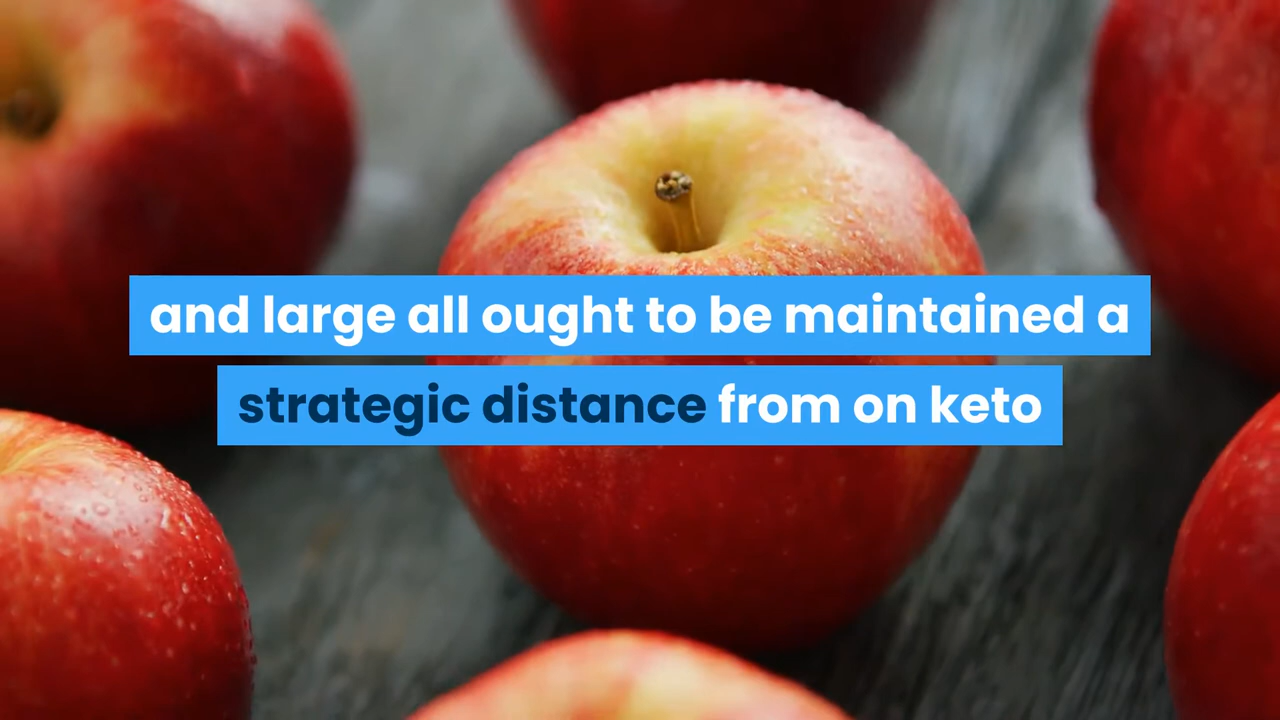 and large all ought to be maintained a
strategic distance from on keto